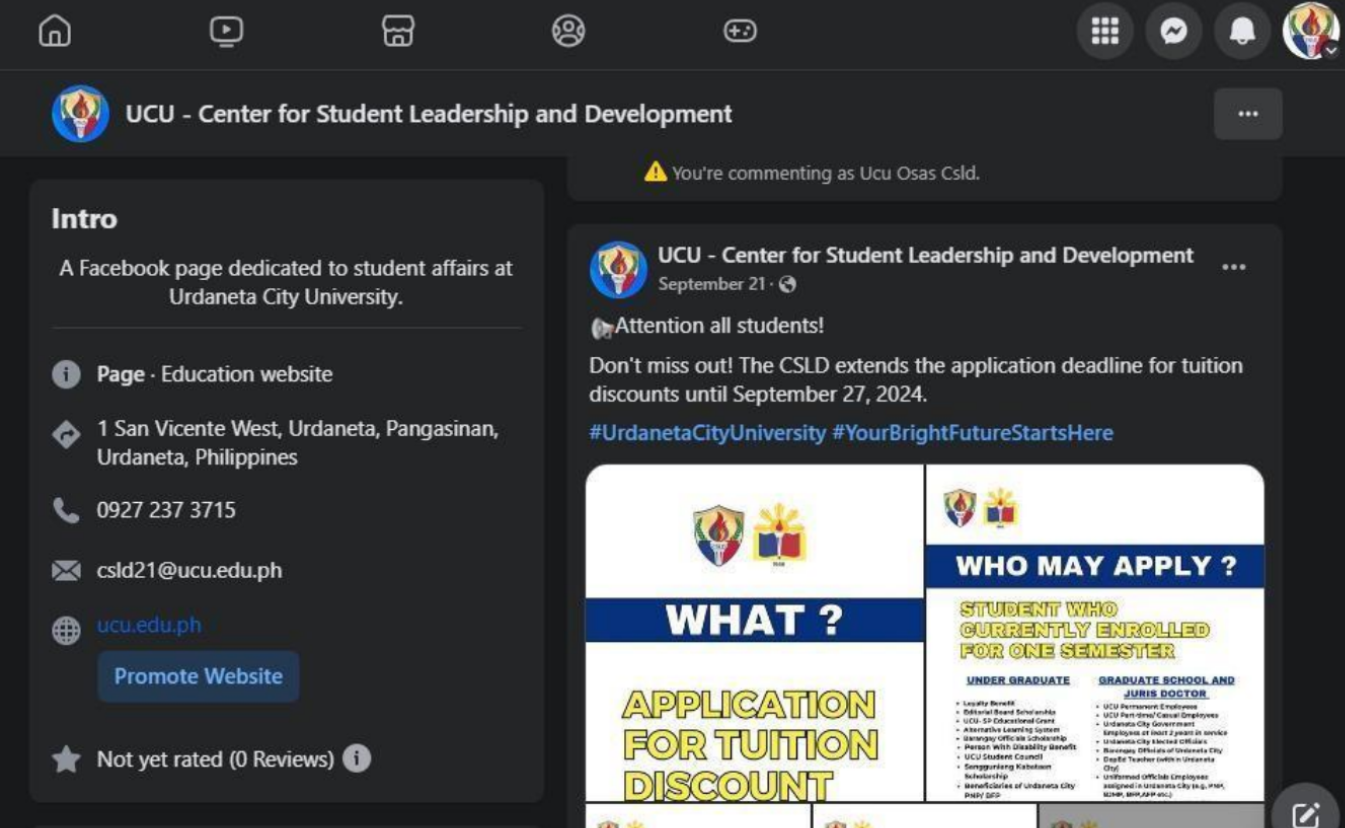 UCU - Center for Student Leadership and Development
You're commenting as Ucu Osas Csld.
Intro
A Facebook page dedicated to student affairs at
Urdaneta City University.
Page · Education website
1 San Vicente West, Urdaneta, Pangasinan,
Urdaneta, Philippines
0927 237 3715
csld21@ucu.edu.ph
ucu.edu.ph
Promote Website
Not yet rated (0 Reviews)
UCU - Center for Student Leadership and Development
September 21
Attention all students!
Don't miss out! The CSLD extends the application deadline for tuition
discounts until September 27, 2024.
#UrdanetaCityUniversity #YourBrightFutureStartsHere
WHAT ?
APPLICATION
FOR TUITION
DISCOUNT
WHO MAY APPLY ?
STUDENT WHO
CURRENTLY ENROLLED
FOR ONE SEMESTER
UNDER GRADUATE
Loyalty Benefit
Editorial Board Scholarship
UCU- SP Educational Grant
Alternative Learning System
Barangay Officials Scholarship
Person With Disability Benefit
UCU Student Council
Sangguniang Kabataan
Scholarship
Beneficiaries of Urdaneta City
PNP/ BFP
GRADUATE SCHOOL AND
JURIS DOCTOR
UCU Permanent Employees
UCU Part-time/ Casual Employees
Urdaneta City Government
Employees at least 2 years in service
Urdaneta City Elected Officials
Barangay Officials of Urdaneta City
DepEd Teacher (within Urdaneta
City)
Uniformed Officials Employees
assigned in Urdaneta City (e.g., PNP,
BJMP, BFP,AFP etc.)